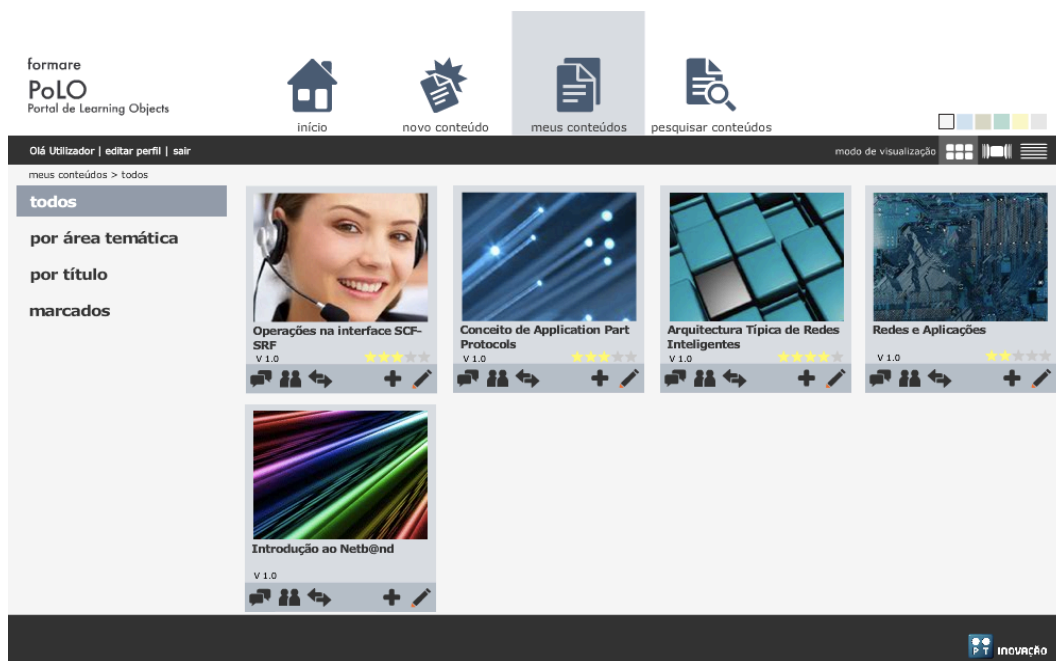 formare
PoLO
Portal de Learning Objects
início
novo conteúdo
meus conteúdos
pesquisar conteúdos
Olá Utilizador | editar perfil | sair
modo de visualização
meus conteúdos > todos
todos
por área temática
por título
marcados
Operações na interface SCF-
SRF
V 1.0
Conceito de Application Part
Protocols
V 1.0
Arquitectura Típica de Redes
Inteligentes
V 1.0
Redes e Aplicações
V 1.0
Introdução ao Netb@nd
V 1.0
PT inovação